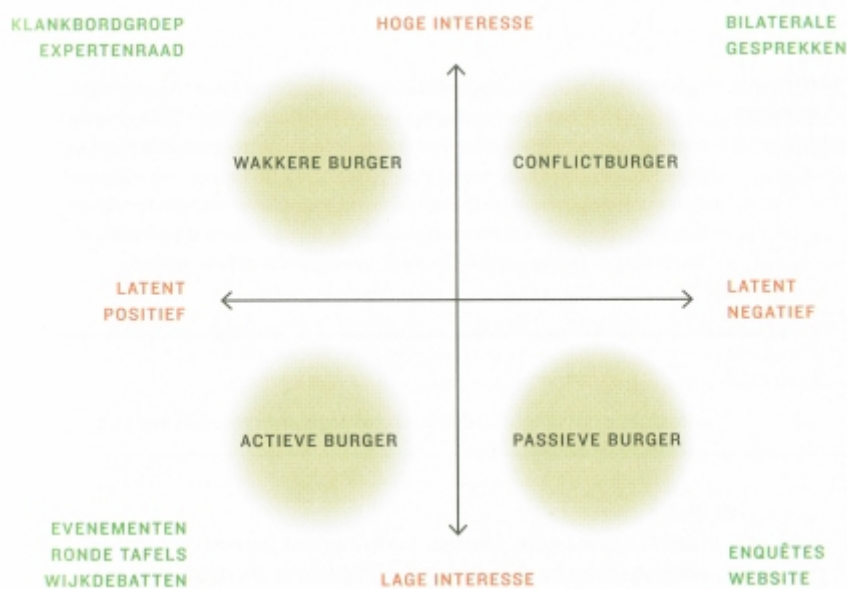 KLANKBORDGROEP
EXPERTENRAAD
HOGE INTERESSE
BILATERALE
GESPREKKEN
WAKKERE BURGER
CONFLICTBURGER
LATENT
POSITIEF
LATENT
NEGATIEF
ACTIEVE BURGER
PASSIEVE BURGER
EVENEMENTEN
RONDE TAFELS
WIJKDEBATTEN
LAGE INTERESSE
ENQUÊTES
WEBSITE